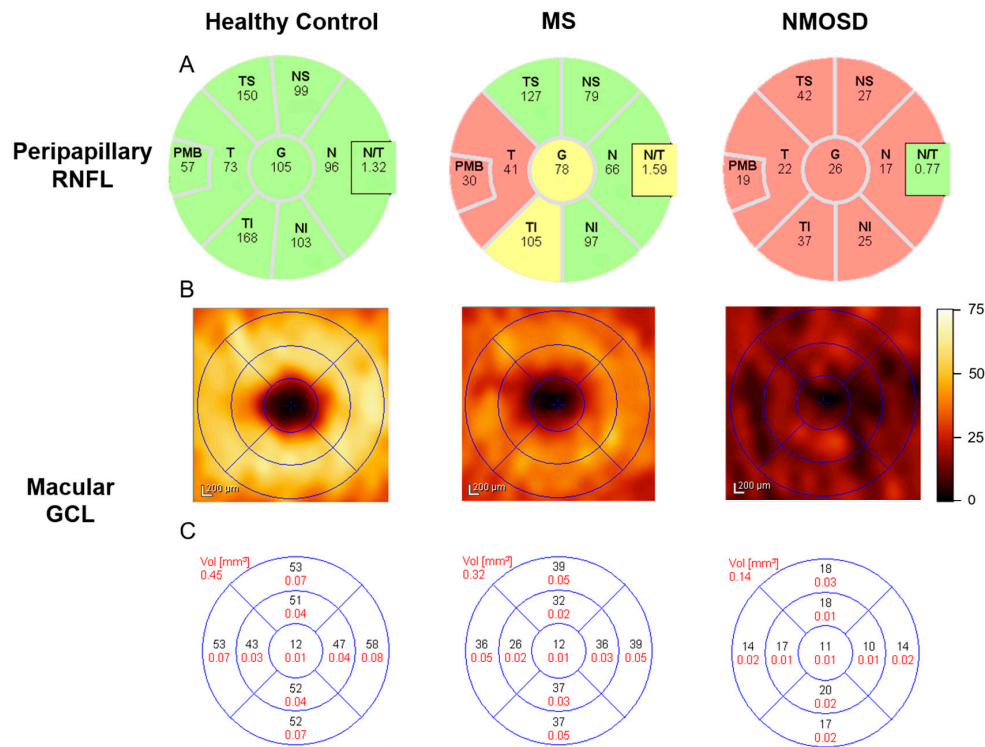 Healthy Control MS NMOSD
Peripapillary
RNFL
A
TS
150
NS
99
PMB
57
T
73
G
105
N
96
N/T
1.32
TI
168
NI
103
TS
127
NS
79
PMB
30
T
41
G
78
N
66
N/T
1.59
TI
105
NI
97
TS
42
NS
27
PMB
19
T
22
G
26
N
17
N/T
0.77
TI
37
NI
25
Macular
GCL
B
200 µm
200 µm
200 µm
75
50
25
0
C
Vol [mm³]
0.45
53
0.07
51
0.04
53
0.07
43
0.03
12
0.01
47
0.04
58
0.08
52
0.04
52
0.07
Vol [mm³]
0.32
39
0.05
32
0.02
36
0.05
26
0.02
12
0.01
36
0.03
39
0.05
37
0.03
37
0.05
Vol [mm³]
0.14
18
0.03
18
0.01
14
0.02
17
0.01
11
0.01
10
0.01
14
0.02
20
0.02
17
0.02